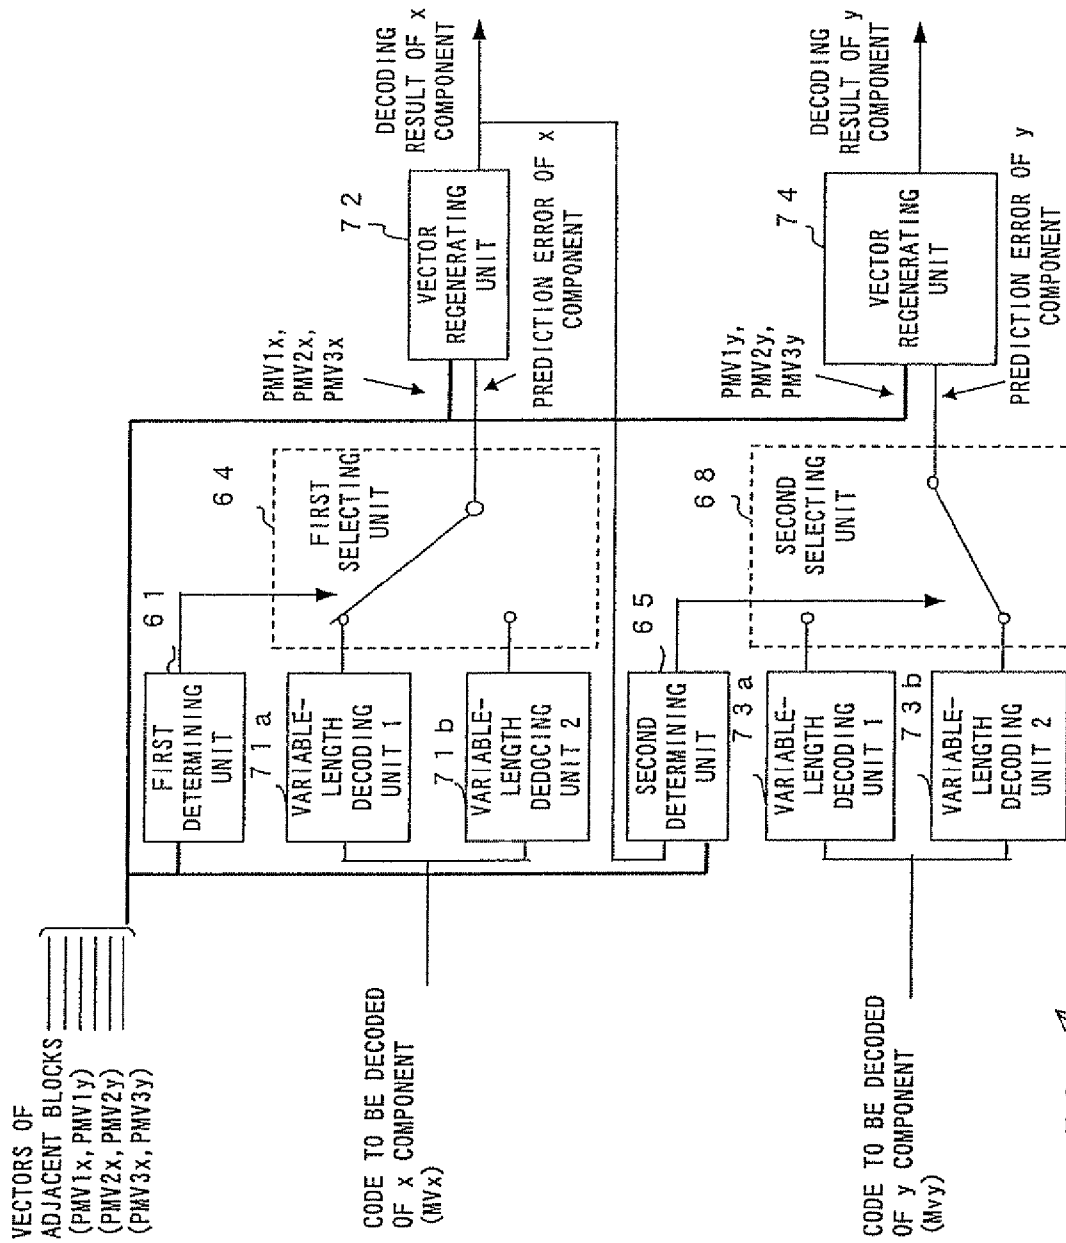 VECTORS OF
ADJACENT BLOCKS
(PMV1x, PMV1y)
(PMV2x, PMV2y)
(PMV3x, PMV3y)
CODE TO BE DECODED
OF x COMPONENT
(MVx)
CODE TO BE DECODED
OF y COMPONENT
(Mvy)
61
FIRST
DETERMINING
UNIT
71a
VARIABLE-
LENGTH
DECODING
UNIT 1
71b
VARIABLE-
LENGTH
DEDOCING
UNIT 2
65
SECOND
DETERMINING
UNIT
73a
VARIABLE-
LENGTH
DECODING
UNIT 1
73b
VARIABLE-
LENGTH
DECODING
UNIT 2
64
FIRST
SELECTING
UNIT
68
SECOND
SELECTING
UNIT
PMV1x,
PMV2x,
PMV3x
72
VECTOR
REGENERATING
UNIT
PREDICTION ERROR OF x
COMPONENT
DECODING
RESULT OF x
COMPONENT
PMV1y,
PMV2y,
PMV3y
74
VECTOR
REGENERATING
UNIT
PREDICTION ERROR OF y
COMPONENT
DECODING
RESULT OF y
COMPONENT